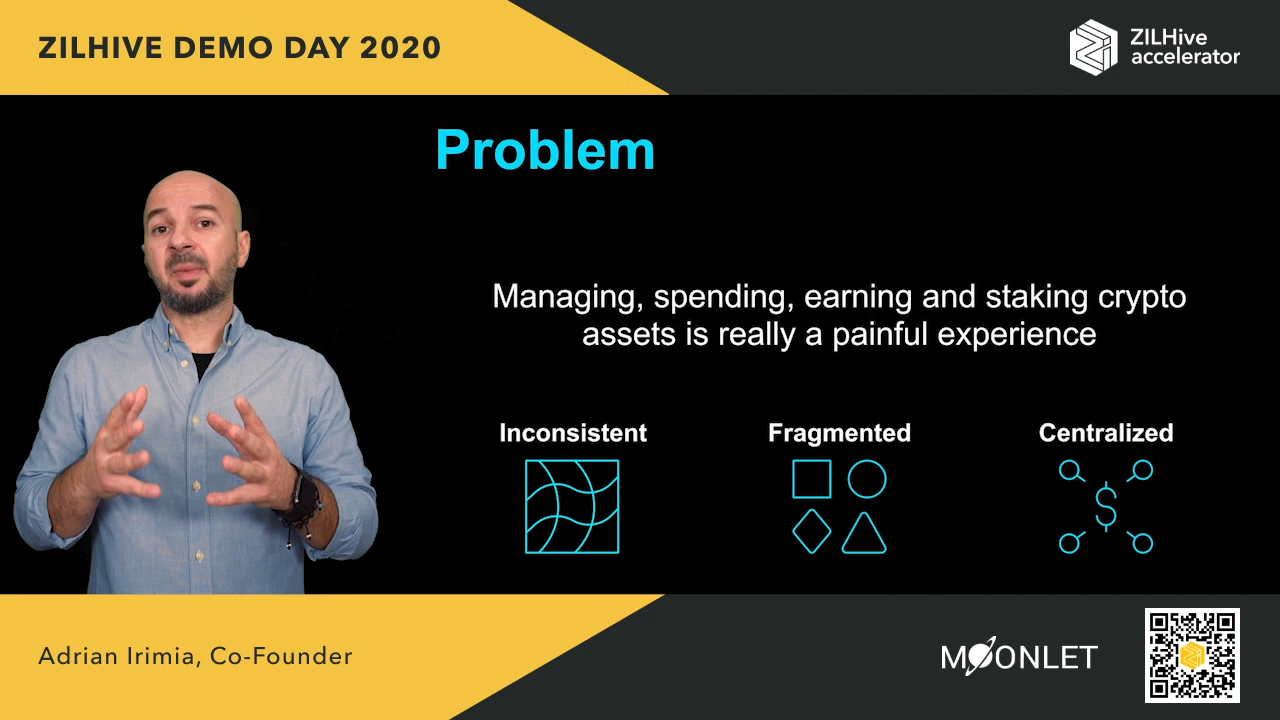 ZILHIVE DEMO DAY 2020
ZILHive
accelerator
Problem
Managing, spending, earning and staking crypto
assets is really a painful experience
Inconsistent
Fragmented
Centralized
$
Adrian Irimia, Co-Founder
MOONLET